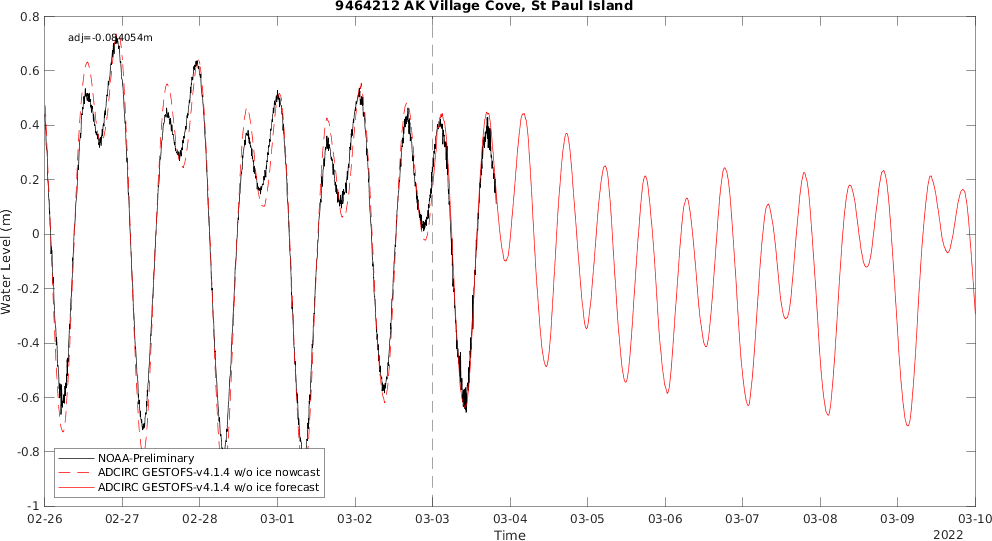 9464212 AK Village Cove, St Paul Island
adj=-0.084054m
0.8
0.6
0.4
0.2
0
-0.2
-0.4
-0.6
-0.8
-1
Water Level (m)
NOAA-Preliminary
ADCIRC GESTOFS-v4.1.4 w/o ice nowcast
ADCIRC GESTOFS-v4.1.4 w/o ice forecast
02-26 02-27 02-28 03-01 03-02 03-03 03-04 03-05 03-06 03-07 03-08 03-09 03-10
Time
2022